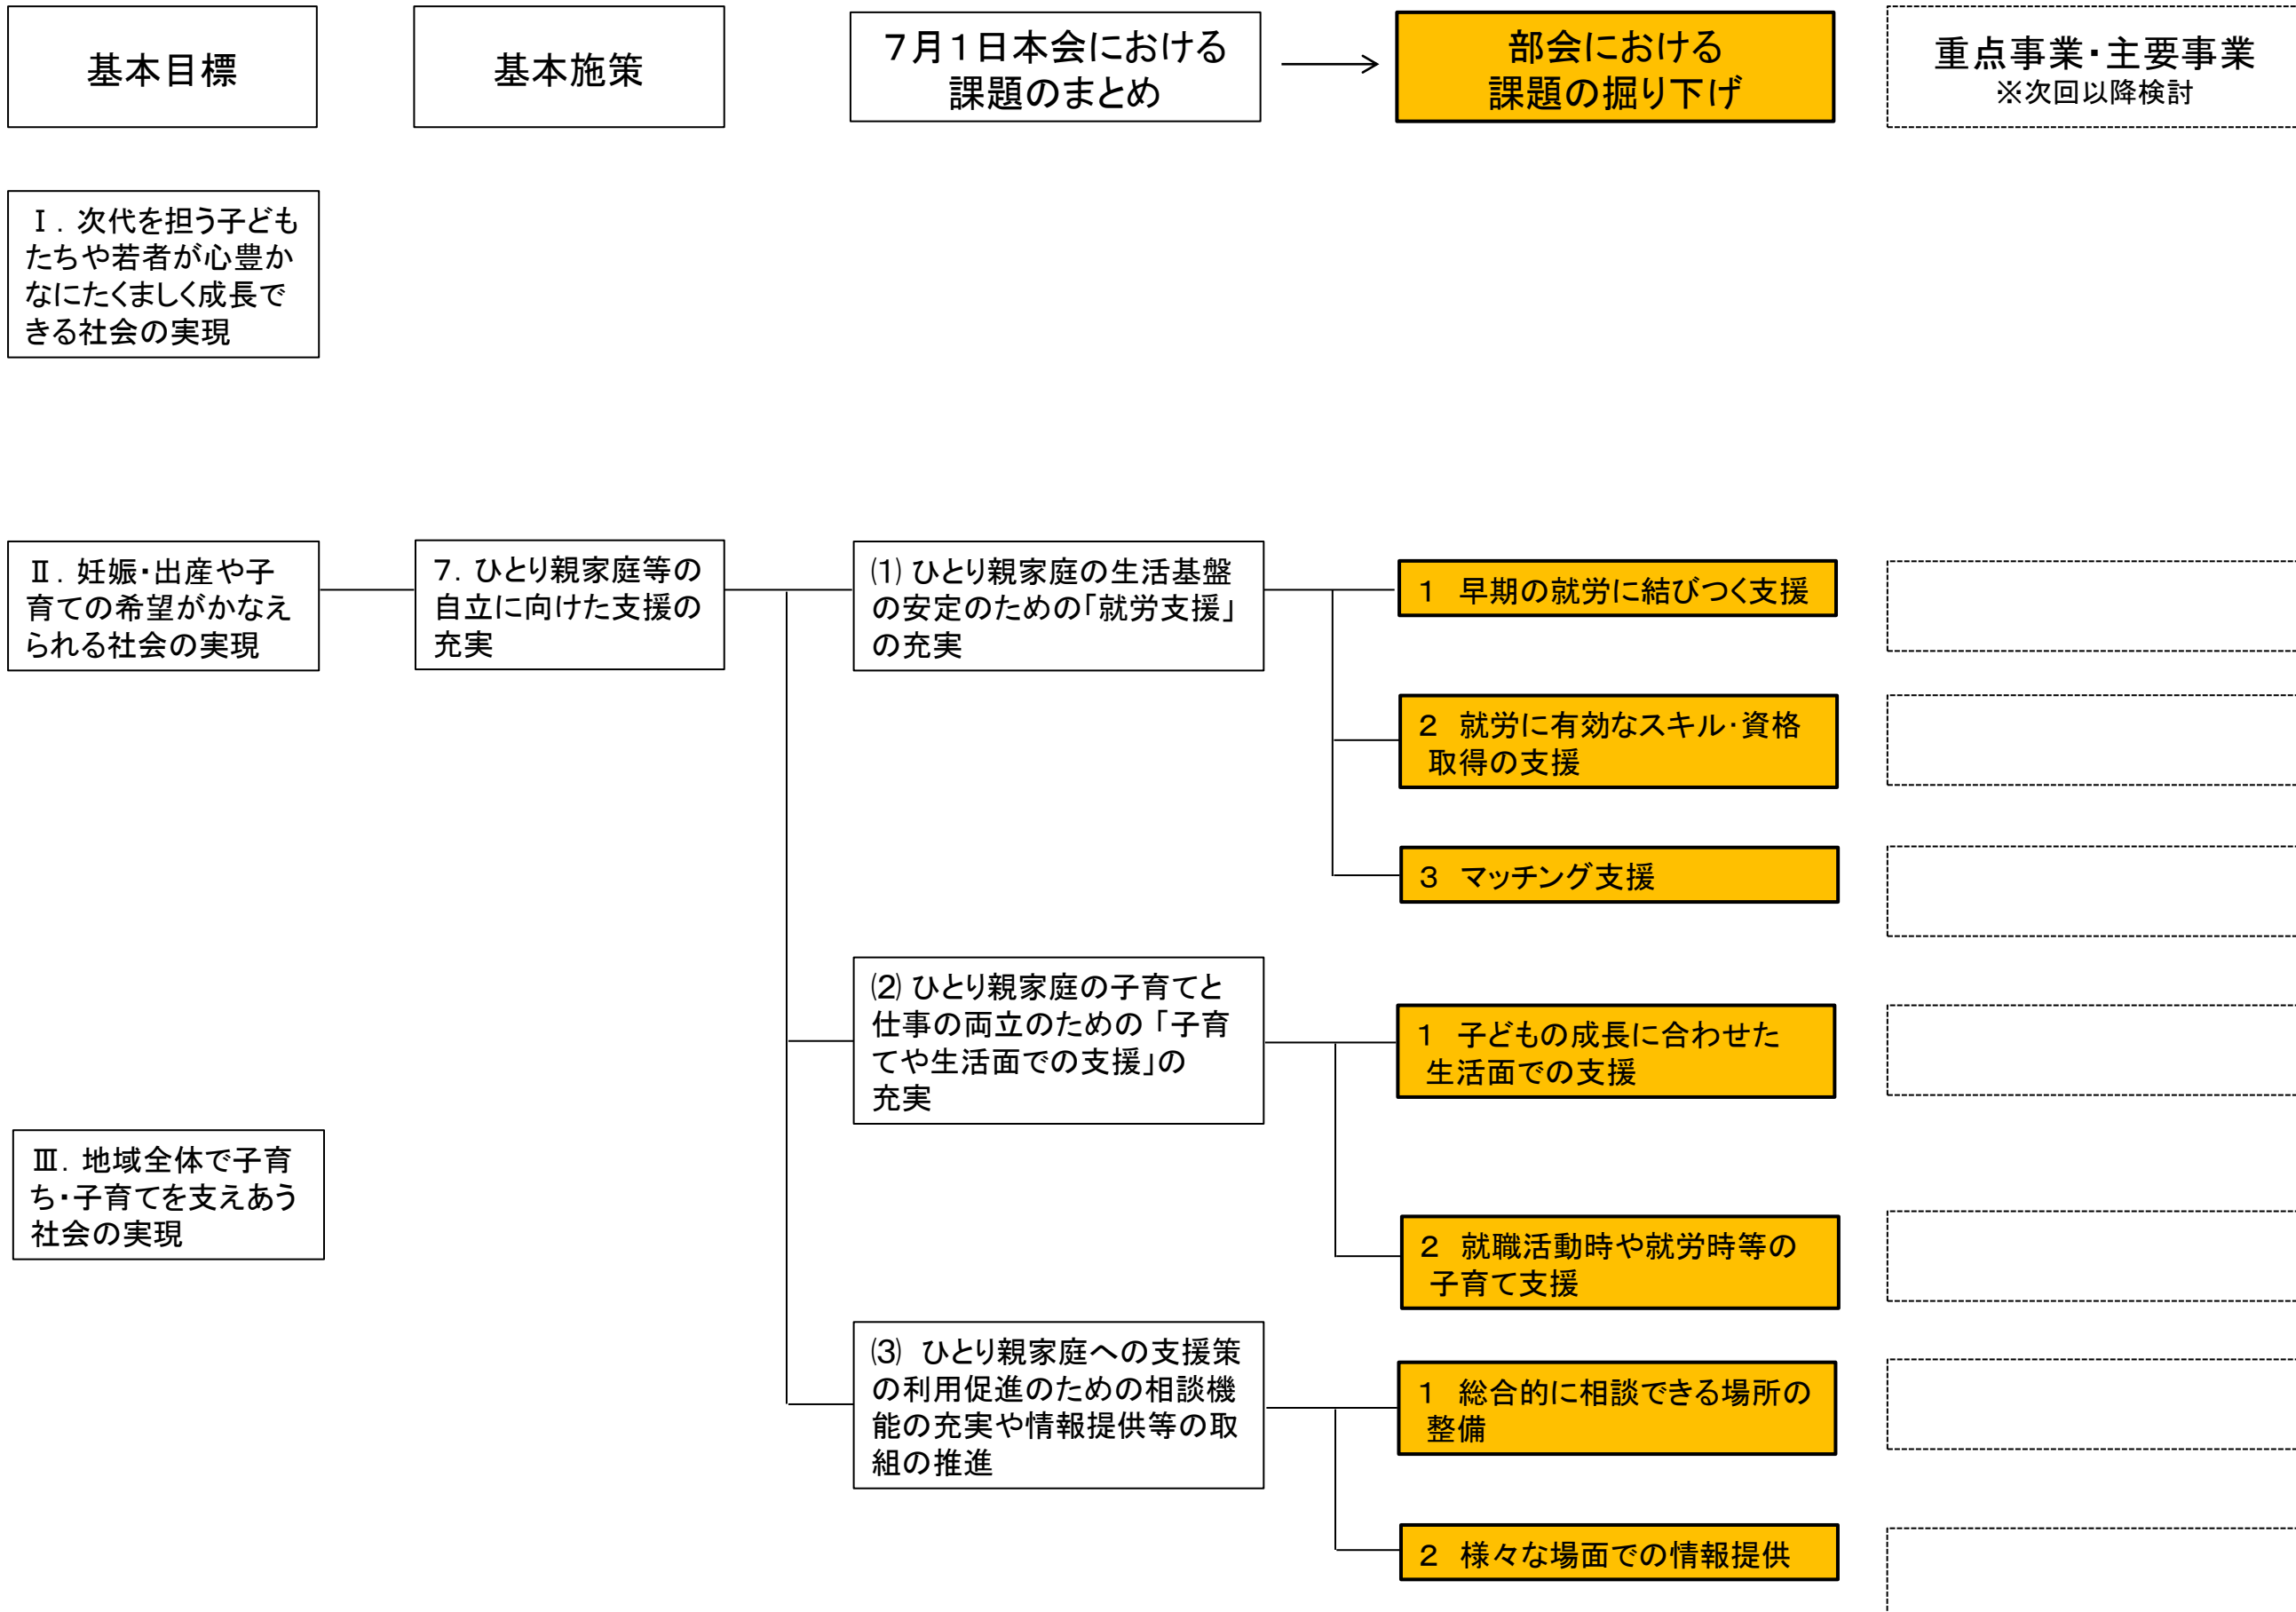 基本目標
基本施策
7月1日本会における
課題のまとめ
部会における
課題の掘り下げ
重点事業・主要事業
※次回以降検討
Ⅰ．次代を担う子ども
たちや若者が心豊か
なにたくましく成長で
きる社会の実現
Ⅱ．妊娠・出産や子
育ての希望がかなえ
られる社会の実現
7．ひとり親家庭等の
自立に向けた支援の
充実
⑴ ひとり親家庭の生活基盤
の安定のための「就労支援」
の充実
1　早期の就労に結びつく支援
2　就労に有効なスキル・資格
取得の支援
3　マッチング支援
⑵ ひとり親家庭の子育てと
仕事の両立のための「子育
てや生活面での支援」の
充実
1　子どもの成長に合わせた
生活面での支援
2　就職活動時や就労時等の
子育て支援
Ⅲ．地域全体で子育
ち・子育てを支えあう
社会の実現
⑶ ひとり親家庭への支援策
の利用促進のための相談機
能の充実や情報提供等の取
組の推進
1　総合的に相談できる場所の
整備
2　様々な場面での情報提供